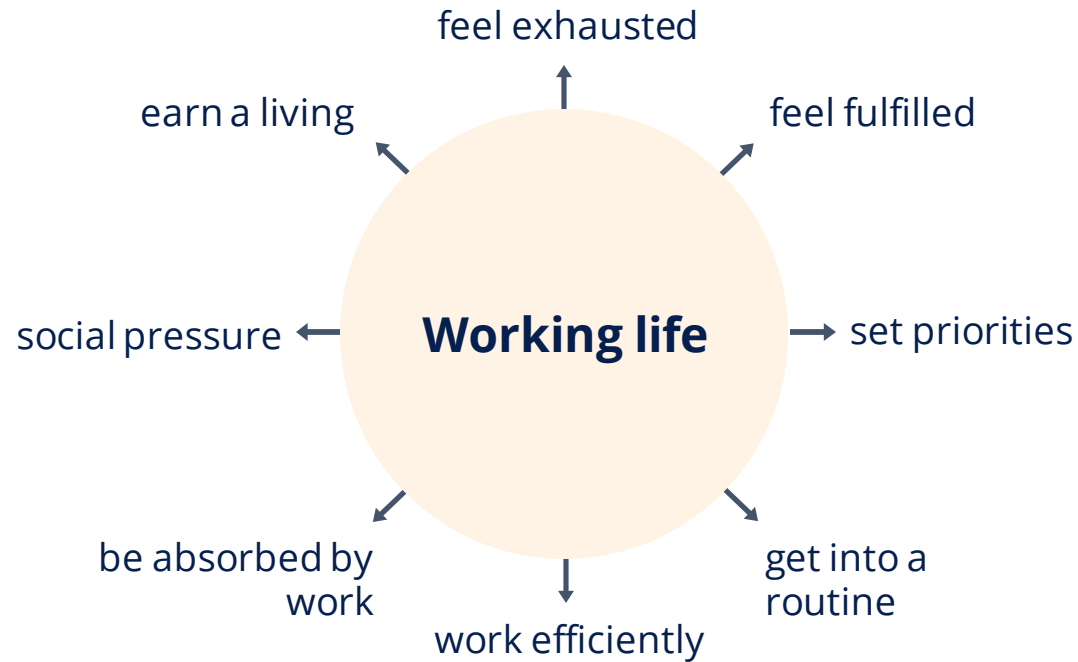 feel exhausted
earn a living
feel fulfilled
social pressure
Working life
set priorities
be absorbed by
work
get into a
routine
work efficiently